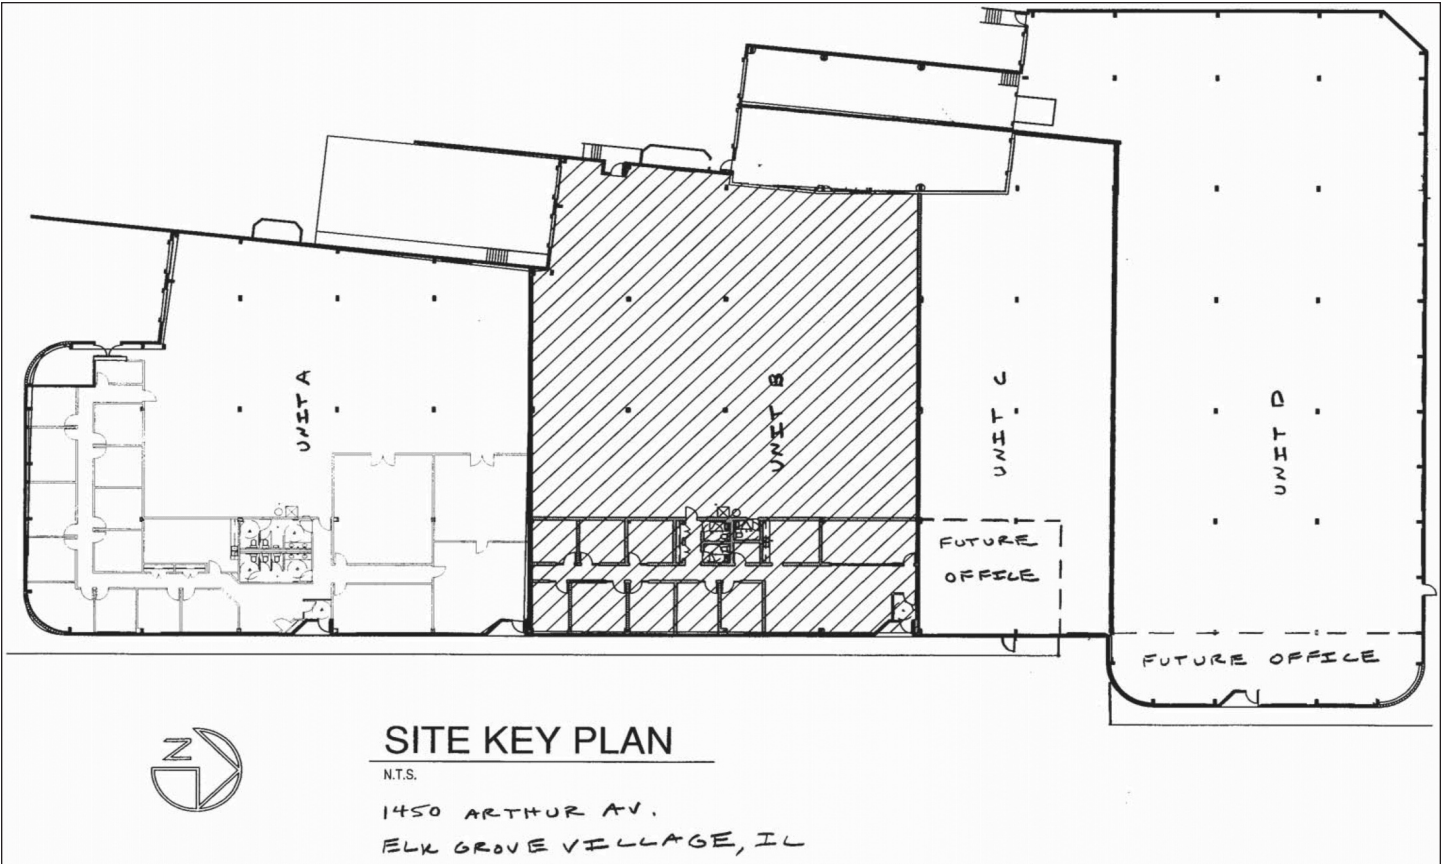 UNIT A
UNIT B
UNIT C
UNIT D
FUTURE
OFFICE
FUTURE OFFICE
N
SITE KEY PLAN
N.T.S.
1450 ARTHUR AV.
ELK GROVE VILLAGE, IL